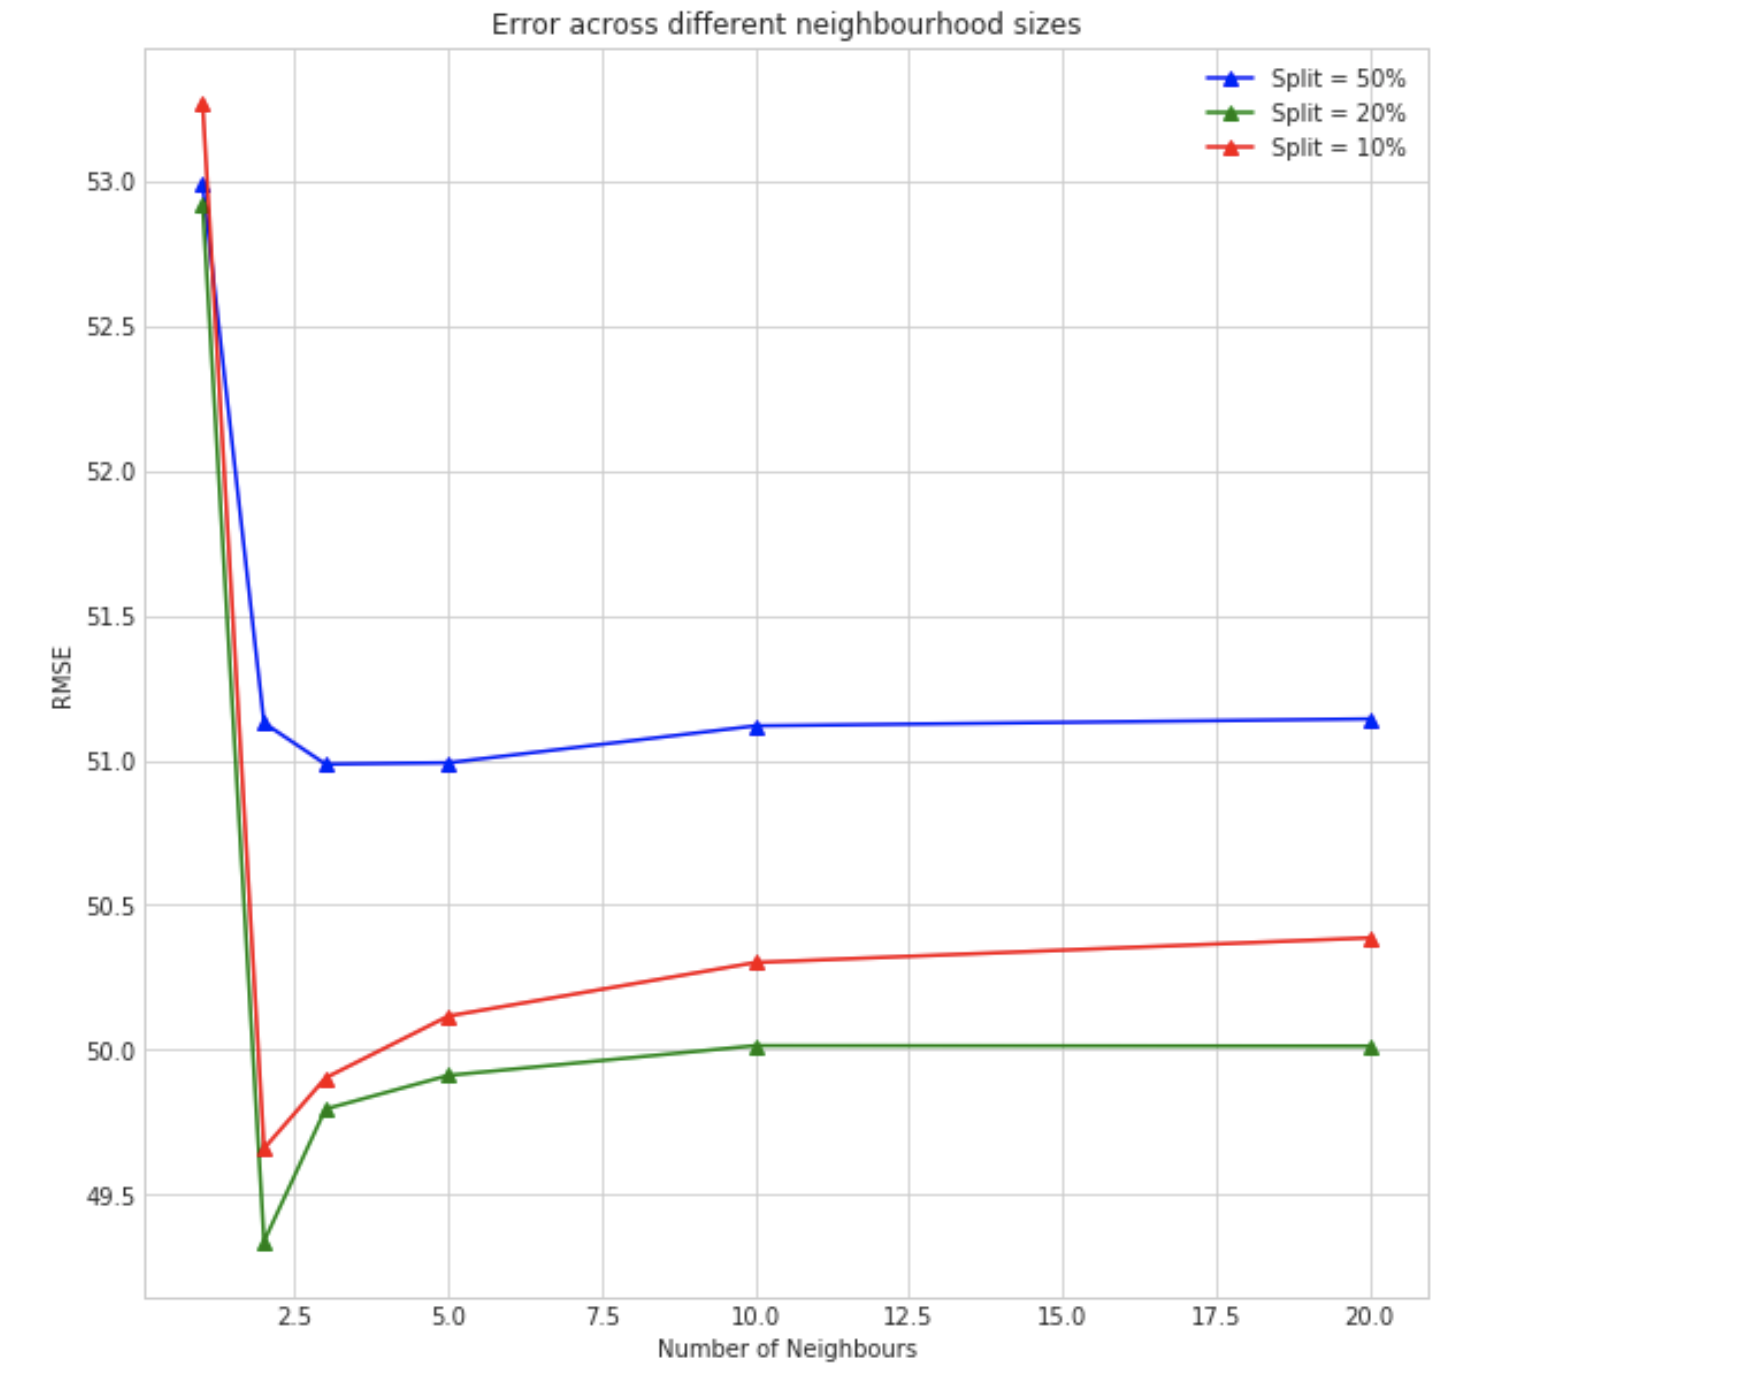 Error across different neighbourhood sizes
Split = 50%
Split = 20%
Split = 10%
53.0
52.5
52.0
51.5
51.0
50.5
50.0
49.5
RMSE
2.5 5.0 7.5 10.0 12.5 15.0 17.5 20.0
Number of Neighbours